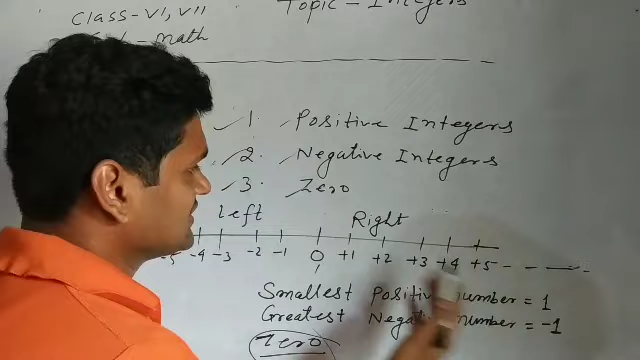 Class-VI, VII
Topic - Integers
Math
1. Positive Integers
2. Negative Integers
3. Zero
Left Right
-5 -4 -3 -2 -1 0 +1 +2 +3 +4 +5 - - -
Smallest Positive number = 1
Greatest Negative number = -1
Zero